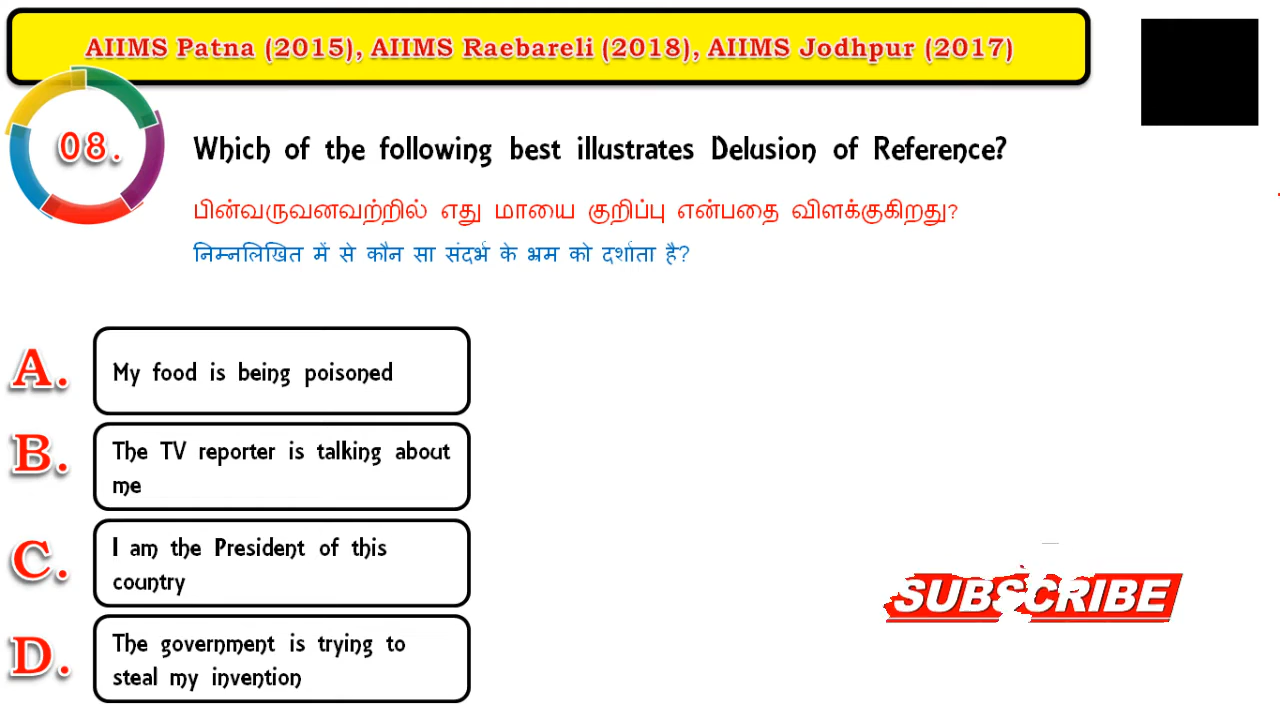 AIIMS Patna (2015), AIIMS Raebareli (2018), AIIMS Jodhpur (2017)
08.
Which of the following best illustrates Delusion of Reference?
பின்வருவனவற்றில் எது மாயை குறிப்பு என்பதை விளக்குகிறது?
निम्नलिखित में से कौन सा संदर्भ के भ्रम को दर्शाता है?
A.
My food is being poisoned
B.
The TV reporter is talking about
me
C.
I am the President of this
country
D.
The government is trying to
steal my invention
SUBSCRIBE